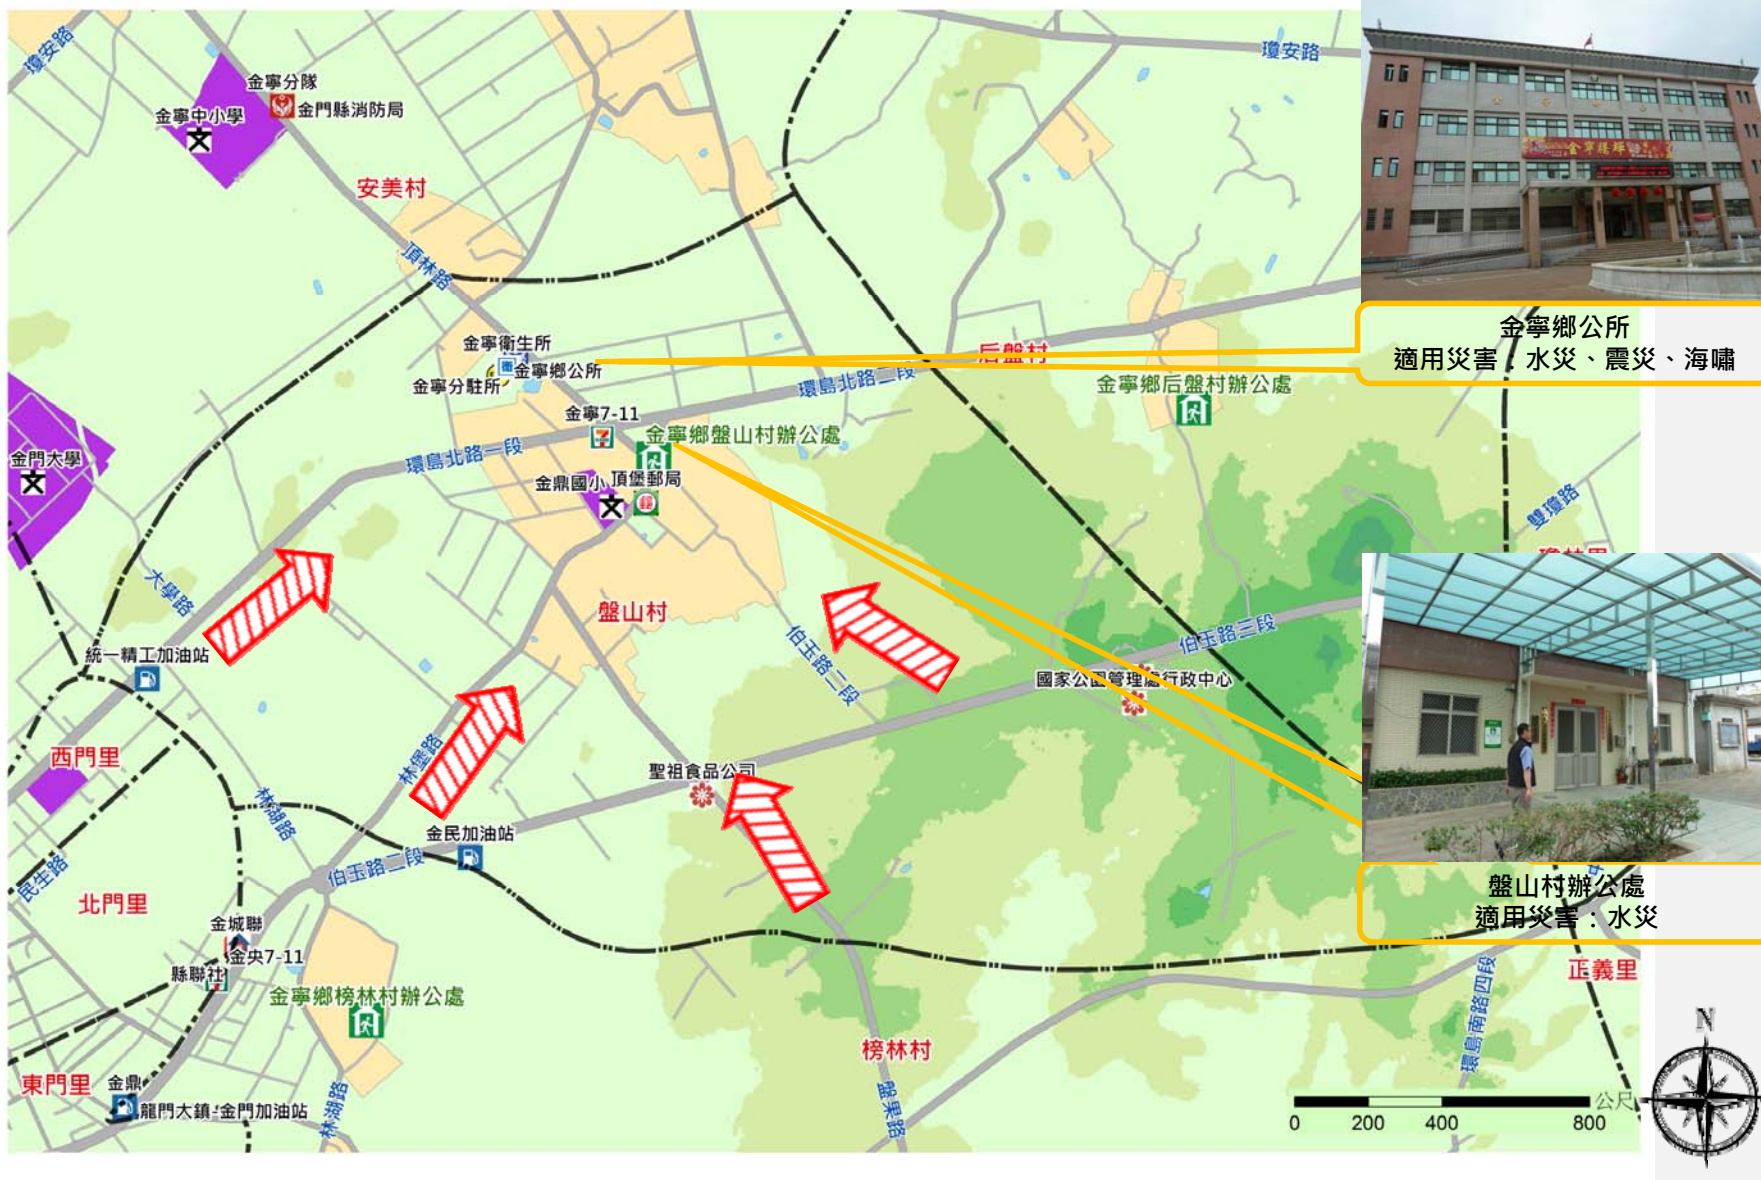 瓊安路
瓊安路
金寧分隊
金門縣消防局
金寧中小學
安美村
頂林路
金寧緣坪
金寧鄉公所
適用災害：水災、震災、海嘯
金寧衛生所
金寧鄉公所
金寧分駐所
后盤村
環島北路二段
金寧鄉后盤村辦公處
金寧7-11
金寧鄉盤山村辦公處
環島北路一段
金門大學
金鼎國小
頂堡郵局
雙瓊路
大學路
盤山村
伯玉路二段
伯玉路三段
統一精工加油站
國家公園管理處行政中心
西門里
林堡路
聖祖食品公司
林湖路
金民加油站
伯玉路二段
民生路
北門里
盤山村辦公處
適用災害：水災
金城聯
金央7-11
縣聯社
金寧鄉榜林村辦公處
正義里
環島南路四段
榜林村
N
東門里
金鼎
龍門大鎮-金門加油站
林湖路
盤果路
公尺
0 200 400 800